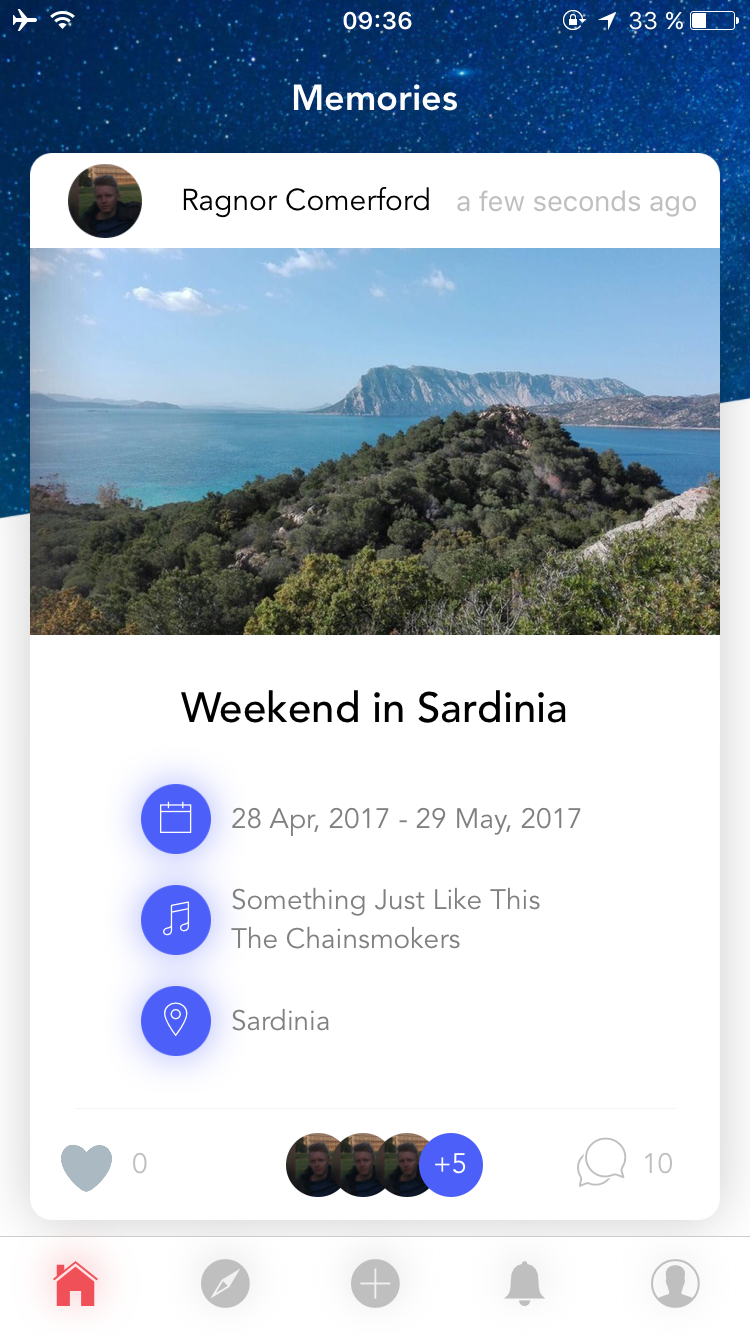 09:36
33 %
Memories
Ragnor Comerford
a few seconds ago
Weekend in Sardinia
28 Apr, 2017 - 29 May, 2017
Something Just Like This
The Chainsmokers
Sardinia
0
+5
10